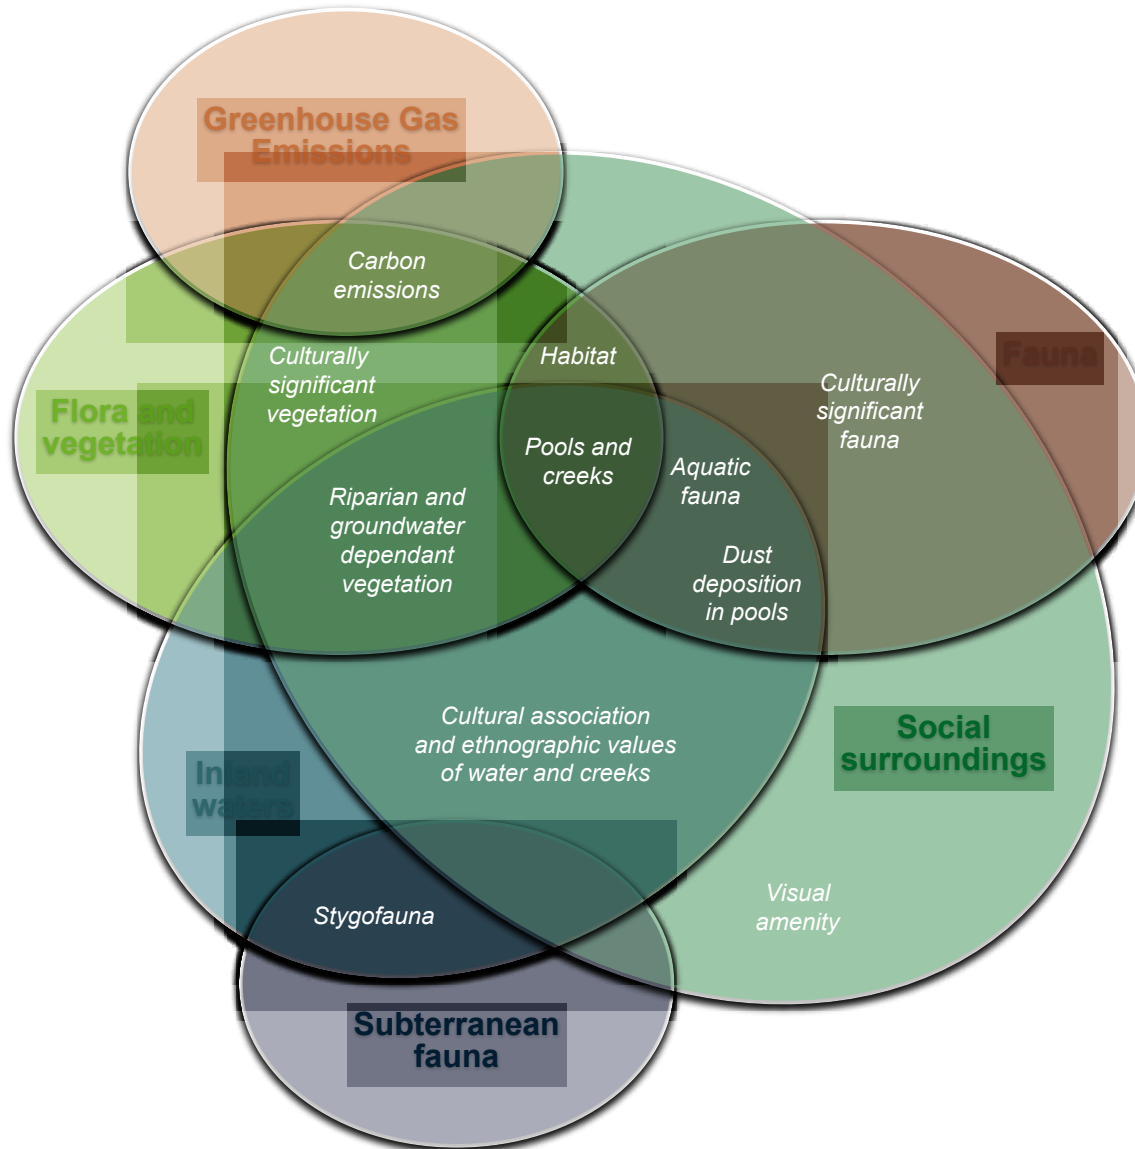 Greenhouse Gas
Emissions
Carbon
emissions
Culturally
significant
vegetation
Habitat
Fauna
Culturally
significant
fauna
Flora and
vegetation
Pools and
creeks
Aquatic
fauna
Riparian and
groundwater
dependant
vegetation
Dust
deposition
in pools
Cultural association
and ethnographic values
of water and creeks
Social
surroundings
Inland
waters
Visual
amenity
Stygofauna
Subterranean
fauna